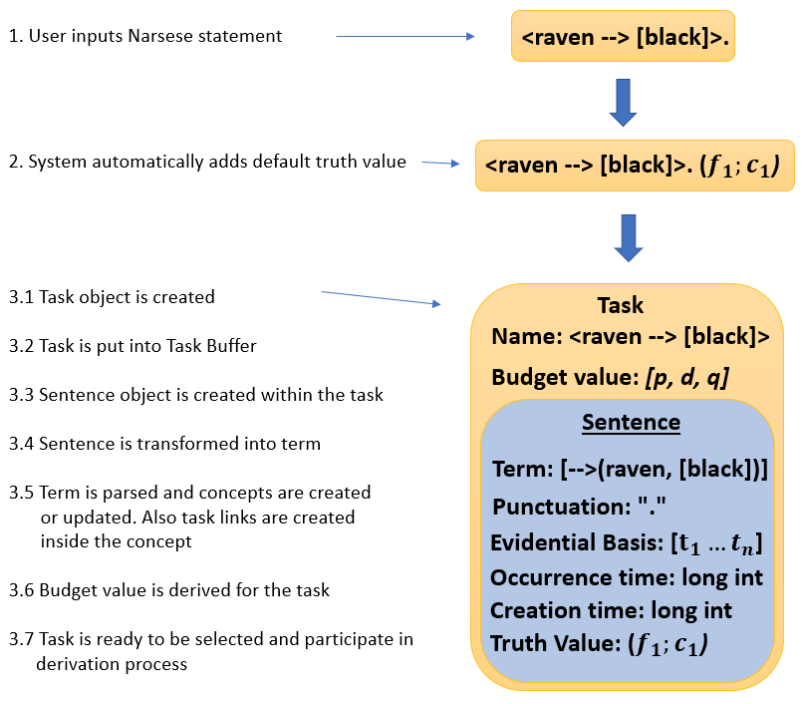 1. User inputs Narsese statement
<raven --> [black]>.
2. System automatically adds default truth value
<raven --> [black]>. (f₁; c₁)
3.1 Task object is created
3.2 Task is put into Task Buffer
3.3 Sentence object is created within the task
3.4 Sentence is transformed into term
3.5 Term is parsed and concepts are created
or updated. Also task links are created
inside the concept
3.6 Budget value is derived for the task
3.7 Task is ready to be selected and participate in
derivation process
Task
Name: <raven --> [black]>
Budget value: [p, d, q]
Sentence
Term: [-->(raven, [black])]
Punctuation: "."
Evidential Basis: [t₁ ... tₙ]
Occurrence time: long int
Creation time: long int
Truth Value: (f₁; c₁)